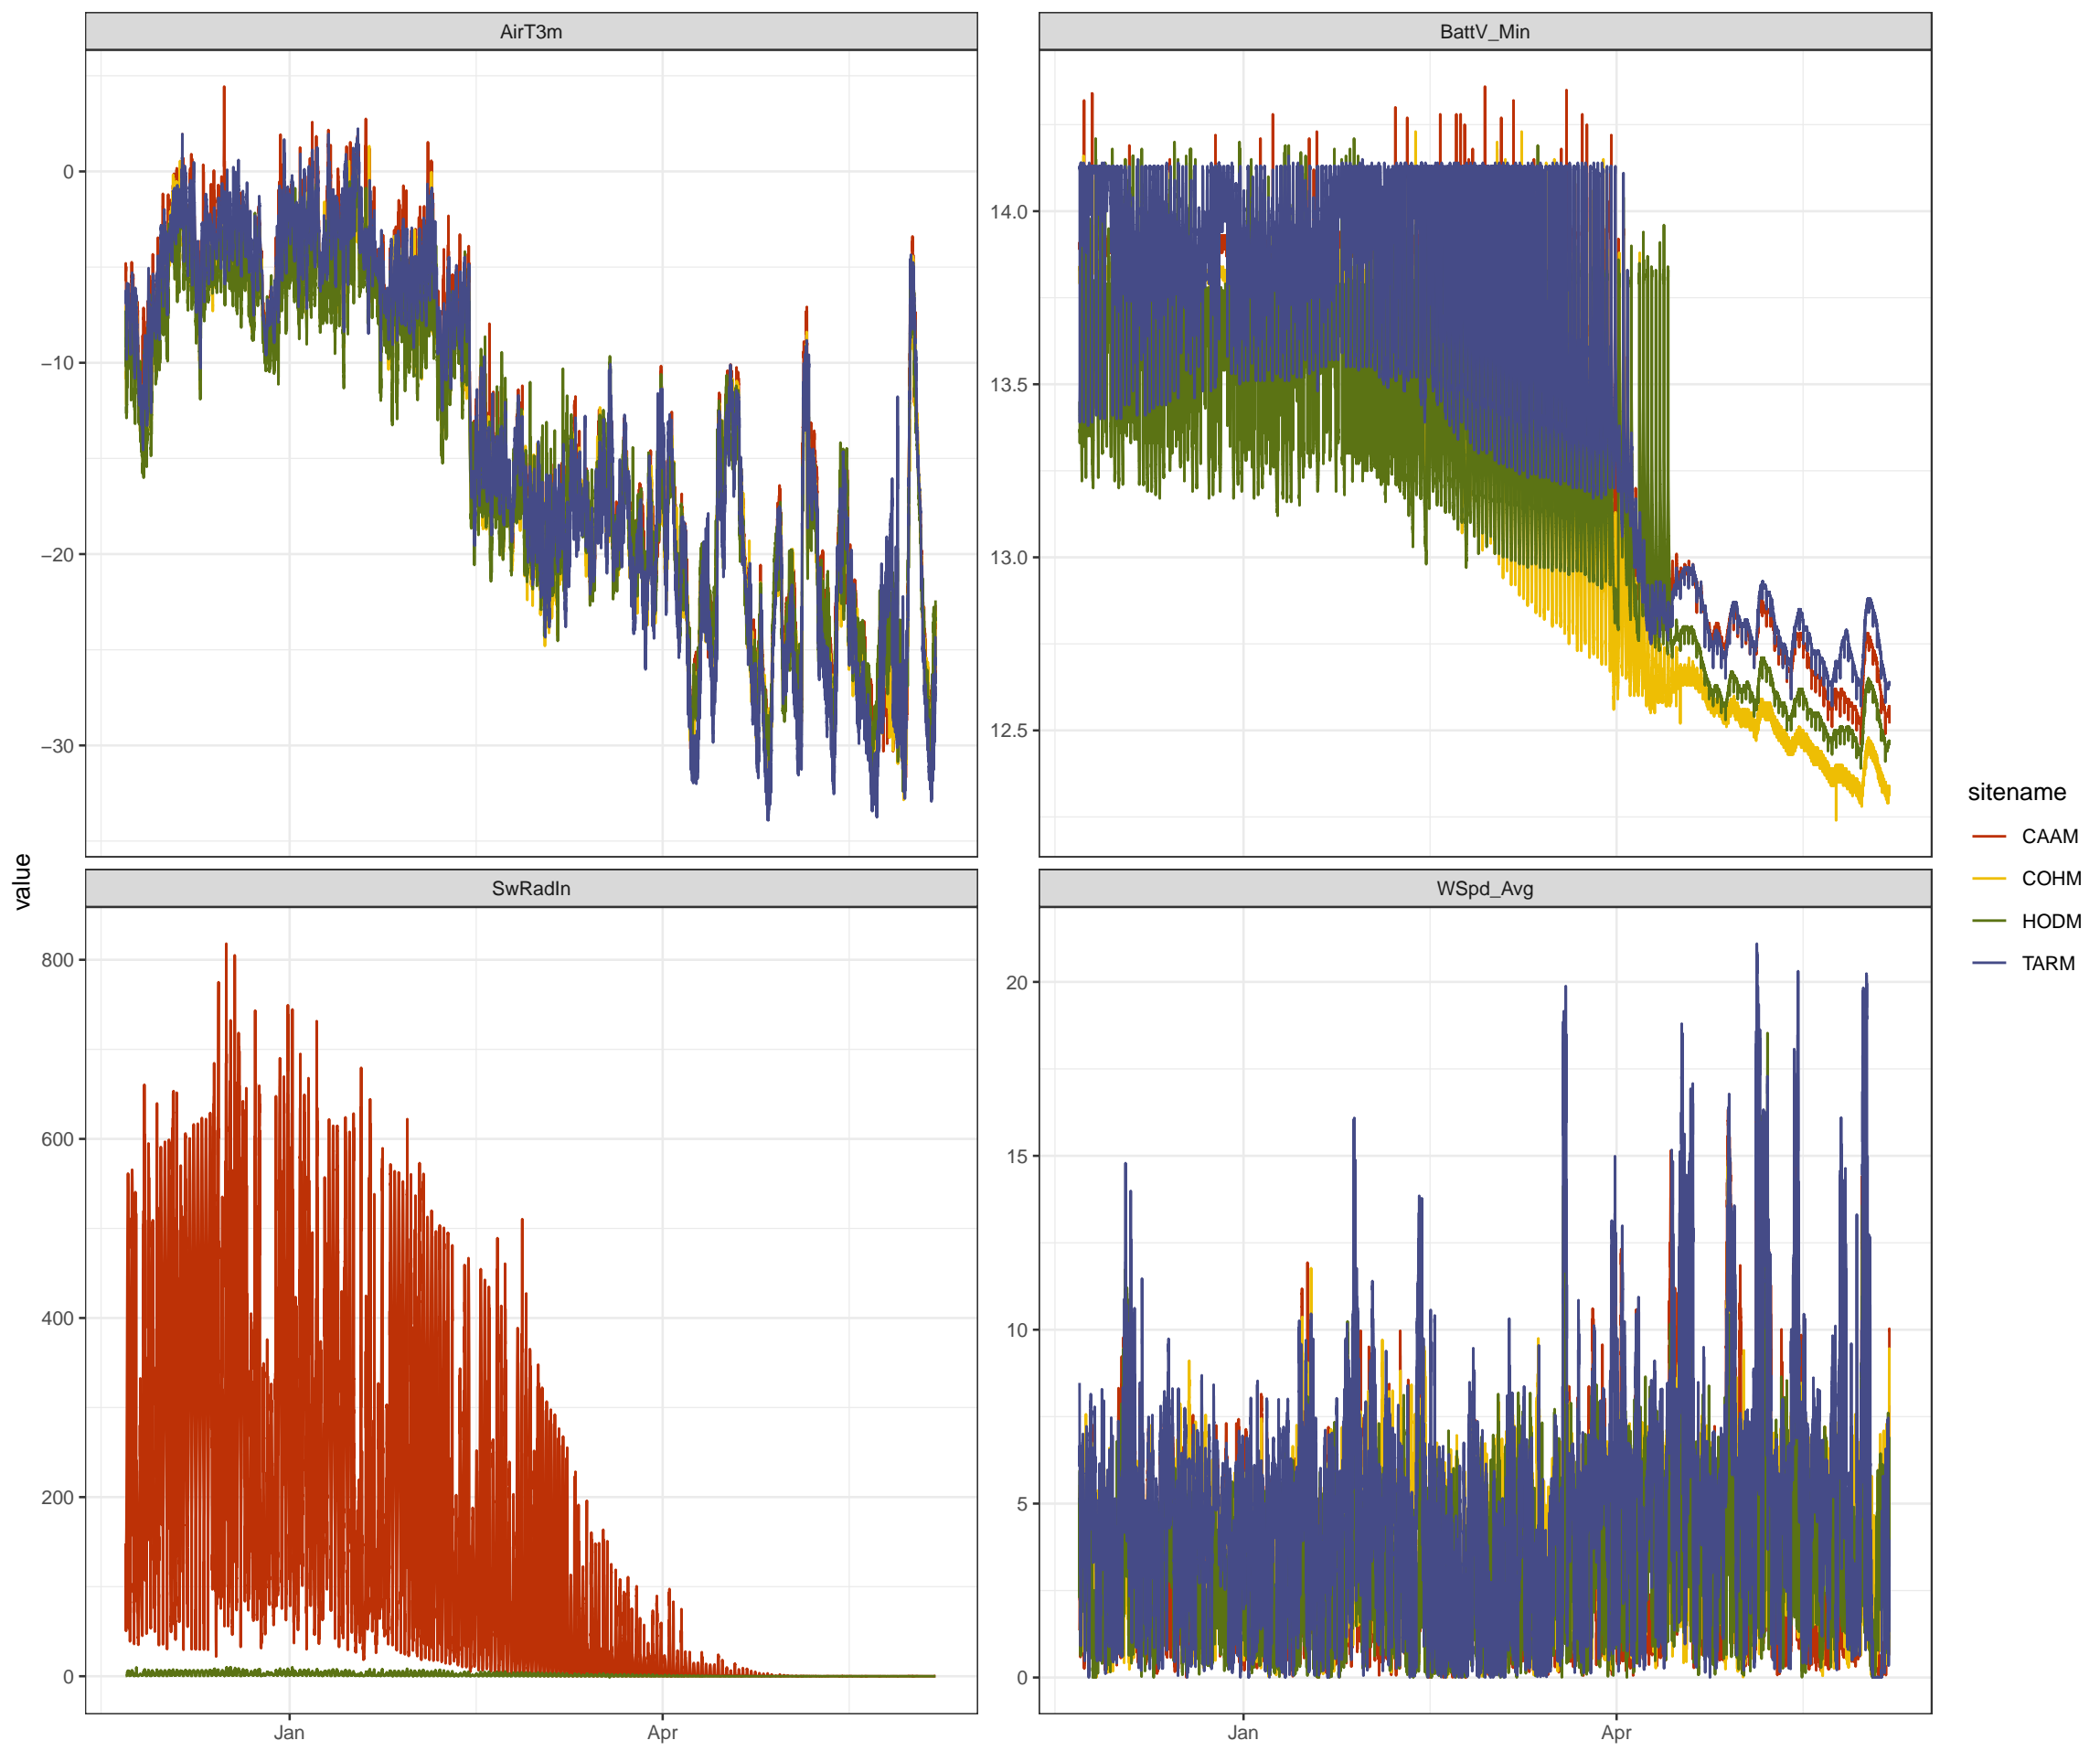 AirT3m
BattV_Min
0
−10
−20
−30
14.0
13.5
13.0
12.5
value
SwRadIn
WSpd_Avg
800
600
400
200
0
20
15
10
5
0
Jan
Apr
Jan
Apr
sitename
CAAM
COHM
HODM
TARM